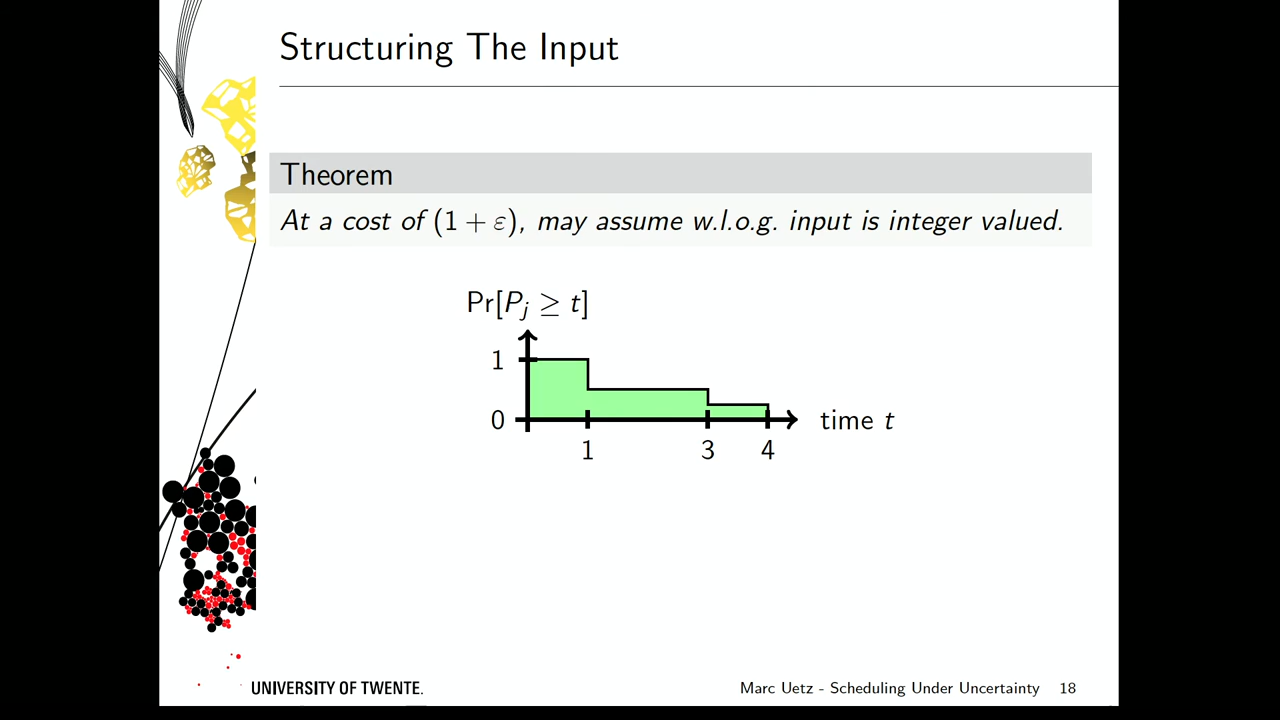 Structuring The Input
Theorem
At a cost of (1 + ε), may assume w.l.o.g. input is integer valued.
Pr[P_j ≥ t]
1
0
time t
1 3 4
UNIVERSITY OF TWENTE.
Marc Uetz - Scheduling Under Uncertainty 18